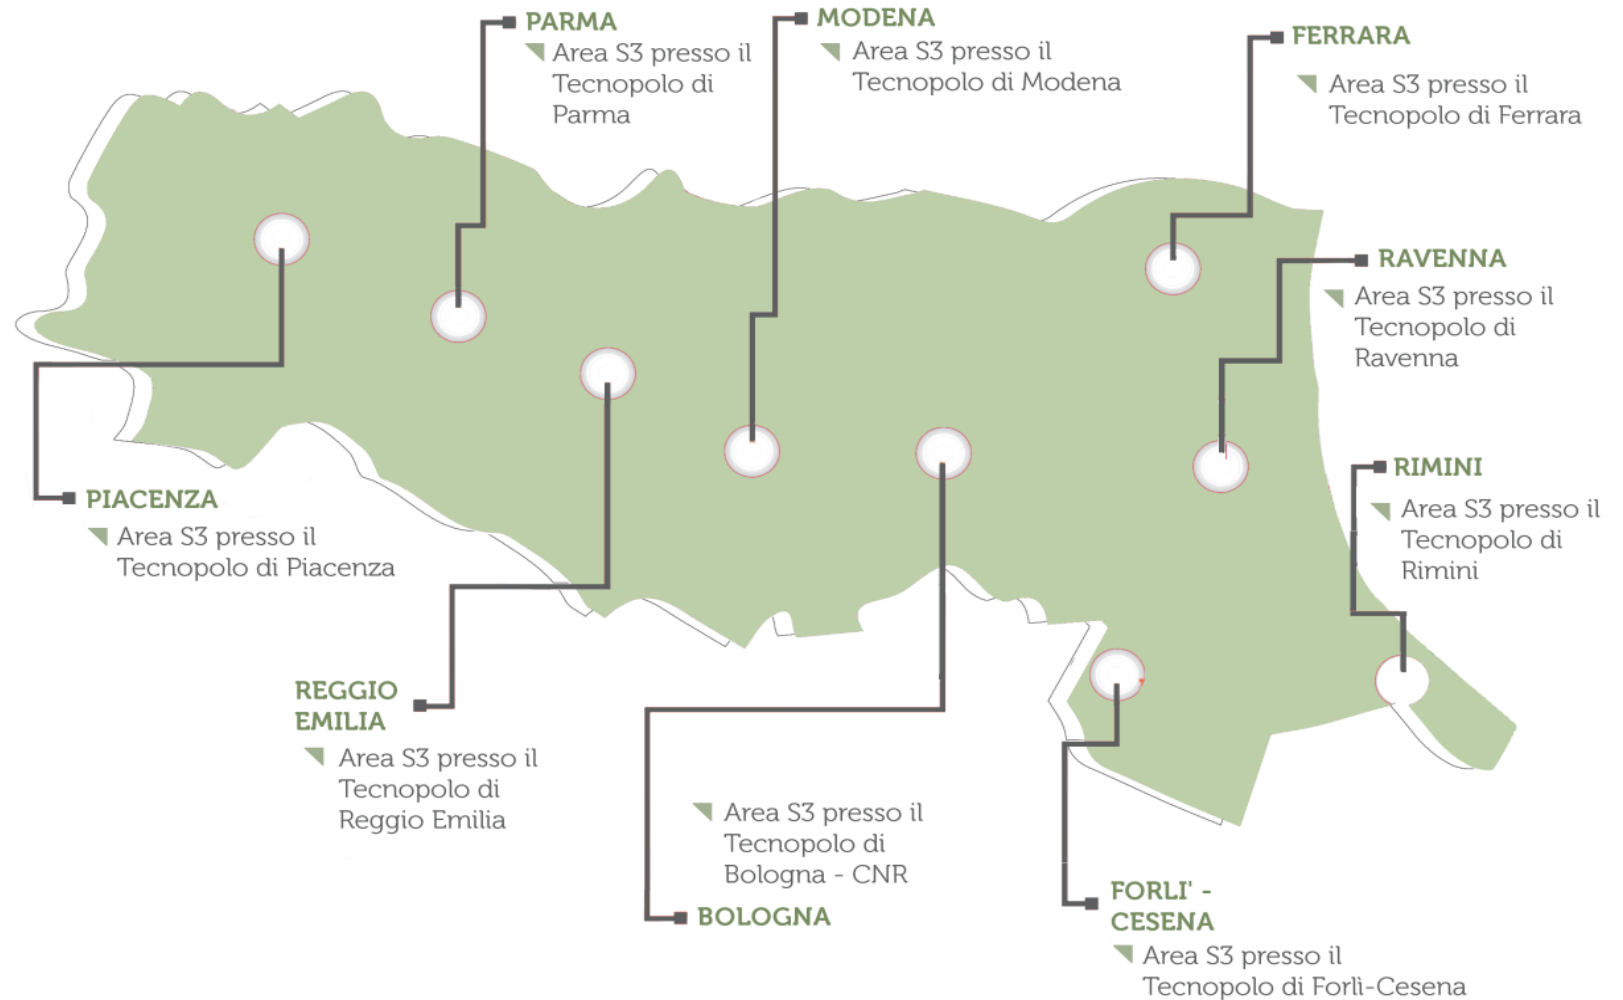 PARMA
Area S3 presso il
Tecnopolo di
Parma
MODENA
Area S3 presso il
Tecnopolo di Modena
FERRARA
Area S3 presso il
Tecnopolo di Ferrara
RAVENNA
Area S3 presso il
Tecnopolo di
Ravenna
RIMINI
Area S3 presso il
Tecnopolo di
Rimini
PIACENZA
Area S3 presso il
Tecnopolo di Piacenza
REGGIO
EMILIA
Area S3 presso il
Tecnopolo di
Reggio Emilia
Area S3 presso il
Tecnopolo di
Bologna - CNR
BOLOGNA
FORLI' -
CESENA
Area S3 presso il
Tecnopolo di Forlì-Cesena